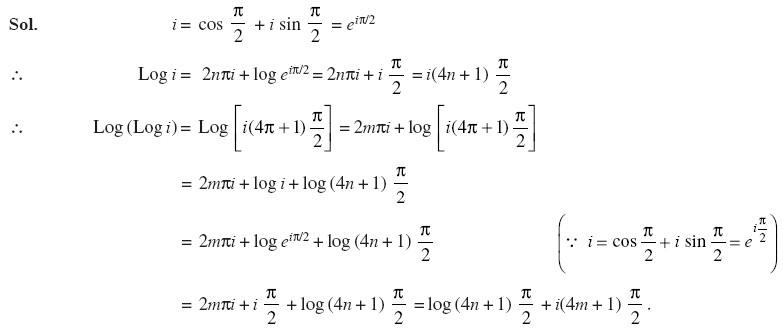 Sol. i = cos π/2 + i sin π/2 = e^{iπ/2}
∴ Log i = 2nπi + log e^{iπ/2} = 2nπi + i π/2 = i(4n + 1) π/2
∴ Log (Log i) = Log [i(4π + 1) π/2] = 2mπi + log [i(4π + 1) π/2]
= 2mπi + log i + log (4n + 1) π/2
= 2mπi + log e^{iπ/2} + log (4n + 1) π/2 (∵ i = cos π/2 + i sin π/2 = e^{i π/2})
= 2mπi + i π/2 + log (4n + 1) π/2 = log (4n + 1) π/2 + i(4m + 1) π/2 .